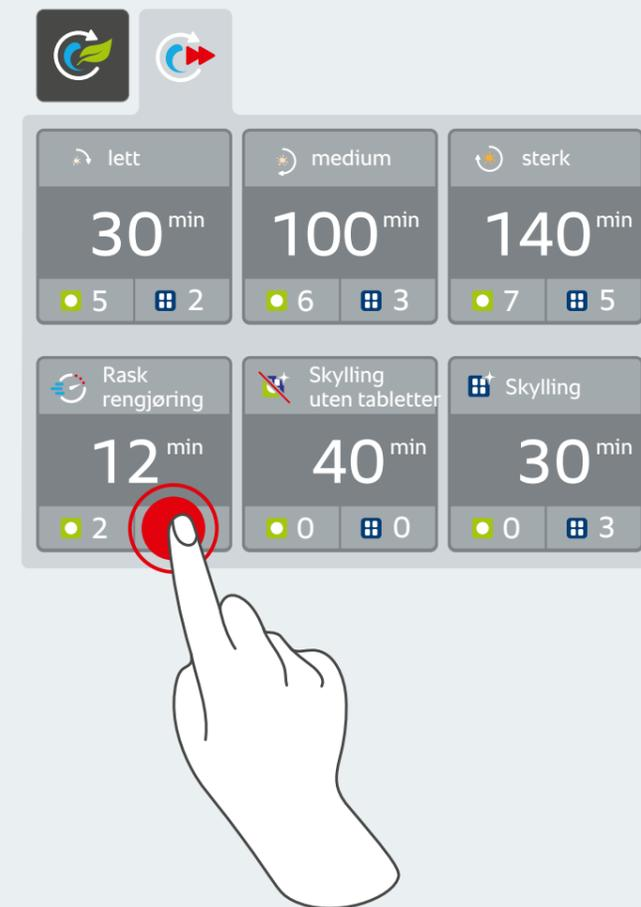 lett
medium
sterk
30 min
100 min
140 min
5
2
6
3
7
5
Rask
rengjøring
Skylling
uten tabletter
Skylling
12 min
40 min
30 min
2
0
0
0
3